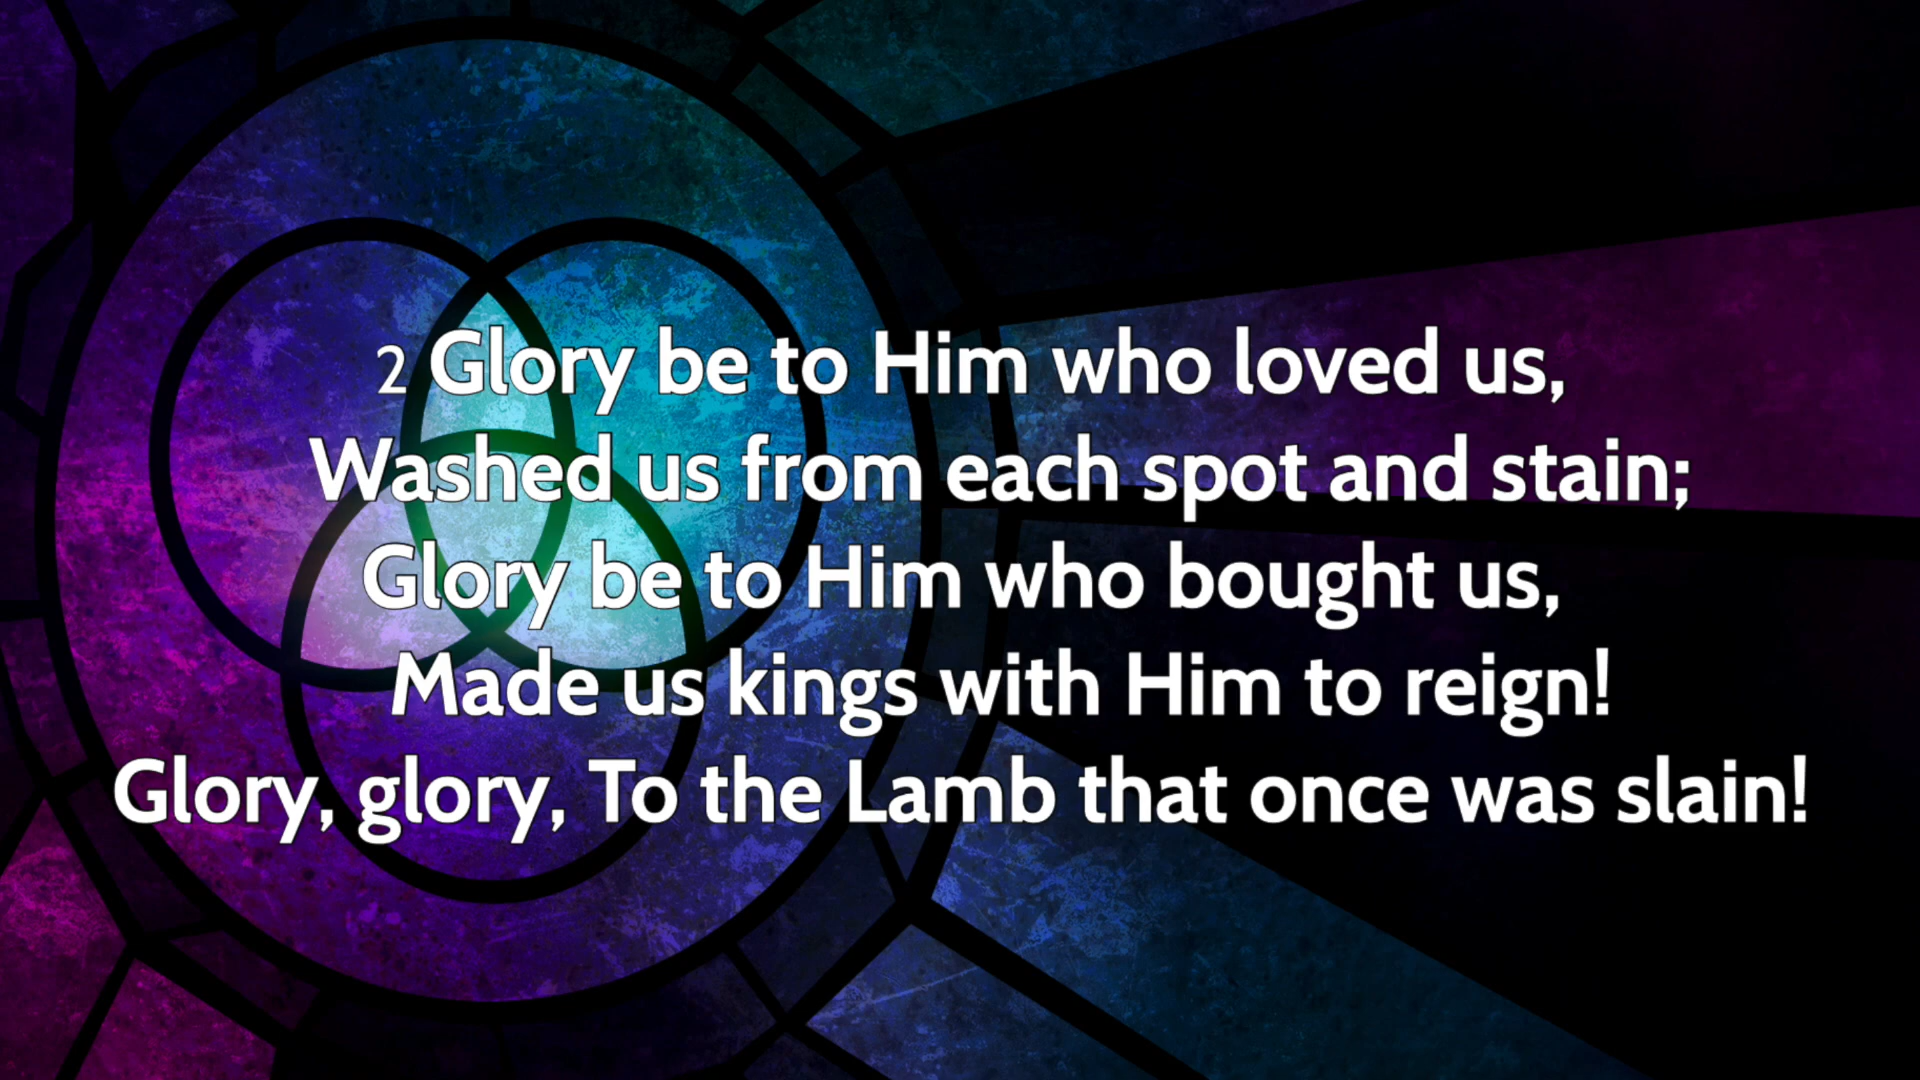 2 Glory be to Him who loved us,
Washed us from each spot and stain;
Glory be to Him who bought us,
Made us kings with Him to reign!
Glory, glory, To the Lamb that once was slain!